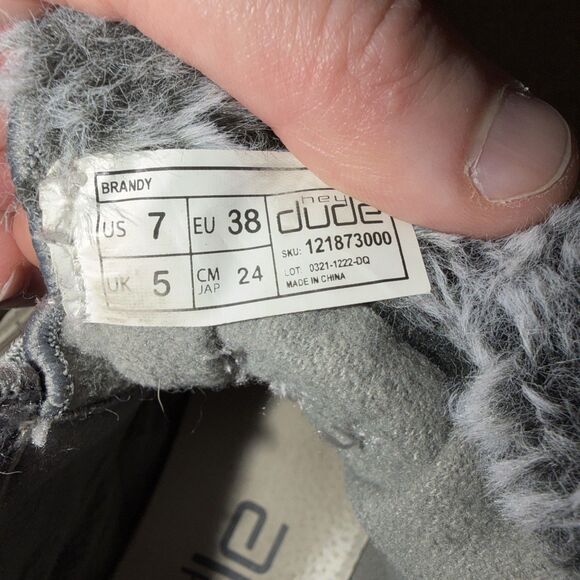 BRANDY
US 7 EU 38
UK 5 CM JAP 24
hey
dude
SKU: 121873000
LOT: 0321-1222-DQ
MADE IN CHINA